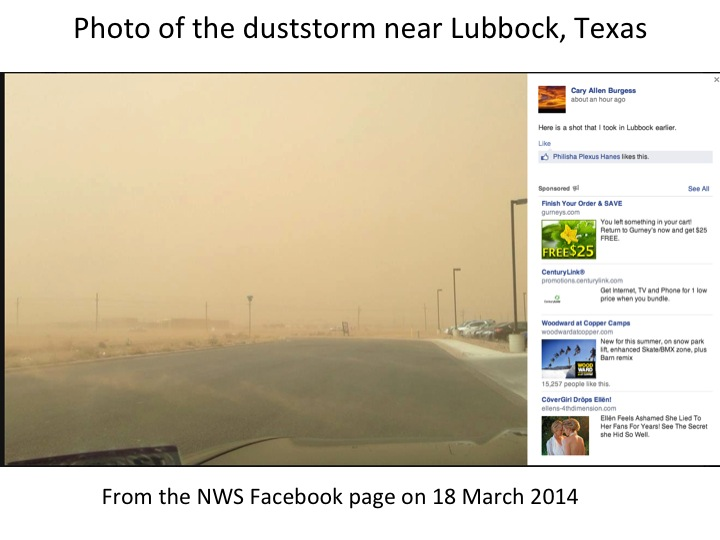 Photo of the duststorm near Lubbock, Texas
Cary Allen Burgess
about an hour ago
Here is a shot that I took in Lubbock earlier.
Like
Philisha Plexus Hanes likes this.
Sponsored
See All
Finish Your Order & SAVE
gurneys.com
You left something in your cart!
Return to Gurney's now and get $25
FREE.
FREE $25
CenturyLink®
promotions.centurylink.com
Get Internet, TV and Phone for 1 low
price when you bundle.
Woodward at Copper Camps
woodwardatcopper.com
New for this summer, on snow park
lift, enhanced Skate/BMX zone, plus
Barn remix
WOOD
WARD
15,257 people like this.
CöverGirl Dröps Ellën!
ellens-4thdimension.com
Ellën Feels Ashamed She Lied To
Her Fans For Years! See The Secret
she Hid So Well.
From the NWS Facebook page on 18 March 2014